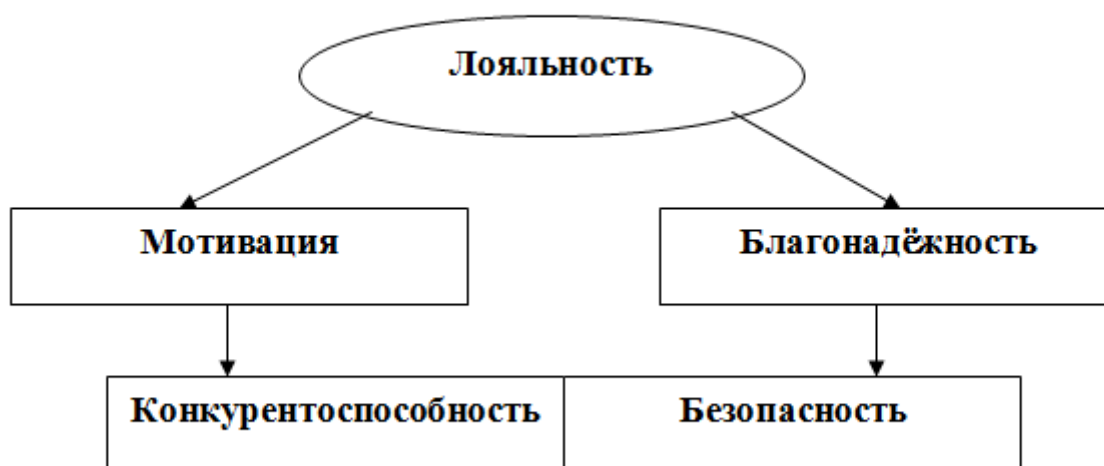 Лояльность
Мотивация
Благонадёжность
Конкурентоспособность
Безопасность